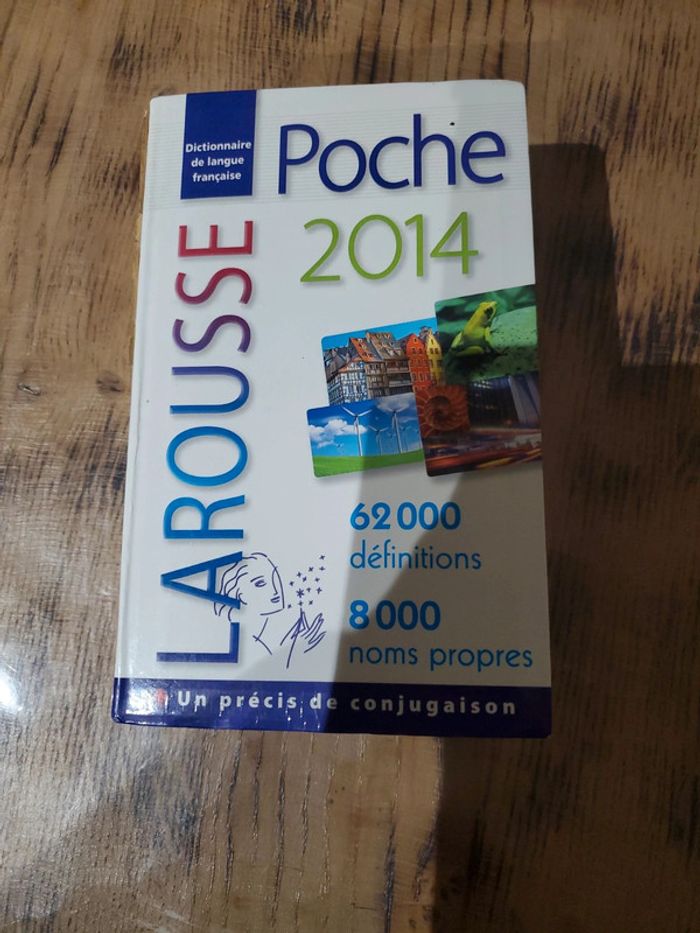 Dictionnaire
de langue
française
Poche
2014
LAROUSSE
62 000
définitions
8 000
noms propres
Un précis de conjugaison